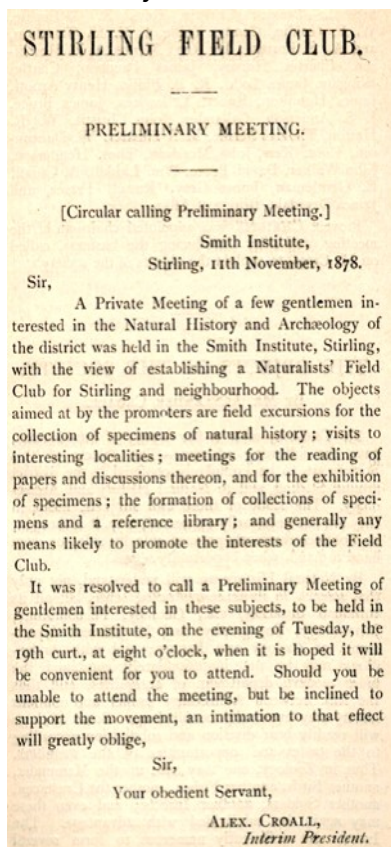 STIRLING FIELD CLUB.
PRELIMINARY MEETING.
[Circular calling Preliminary Meeting.]
Smith Institute,
Stirling, 11th November, 1878.
Sir,
A Private Meeting of a few gentlemen in-
terested in the Natural History and Archæology of
the district was held in the Smith Institute, Stirling,
with the view of establishing a Naturalists' Field
Club for Stirling and neighbourhood. The objects
aimed at by the promoters are field excursions for the
collection of specimens of natural history; visits to
interesting localities; meetings for the reading of
papers and discussions thereon, and for the exhibition
of specimens; the formation of collections of speci-
mens and a reference library; and generally any
means likely to promote the interests of the Field
Club.
It was resolved to call a Preliminary Meeting of
gentlemen interested in these subjects, to be held in
the Smith Institute, on the evening of Tuesday, the
19th curt., at eight o'clock, when it is hoped it will
be convenient for you to attend. Should you be
unable to attend the meeting, but be inclined to
support the movement, an intimation to that effect
will greatly oblige,
Sir,
Your obedient Servant,
ALEX. CROALL,
Interim President.